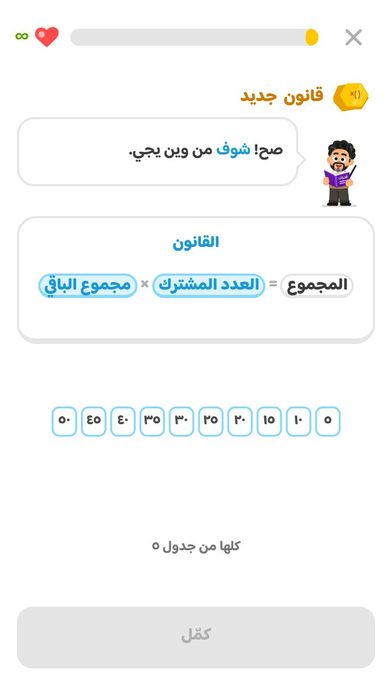 ∞
قانون جديد
صح! شوف من وين يجي.
القانون
المجموع = العدد المشترك × مجموع الباقي
٥ ١٠ ١٥ ٢٠ ٢٥ ٣٠ ٣٥ ٤٠ ٤٥ ٥٠
كلها من جدول ٥
كمّل